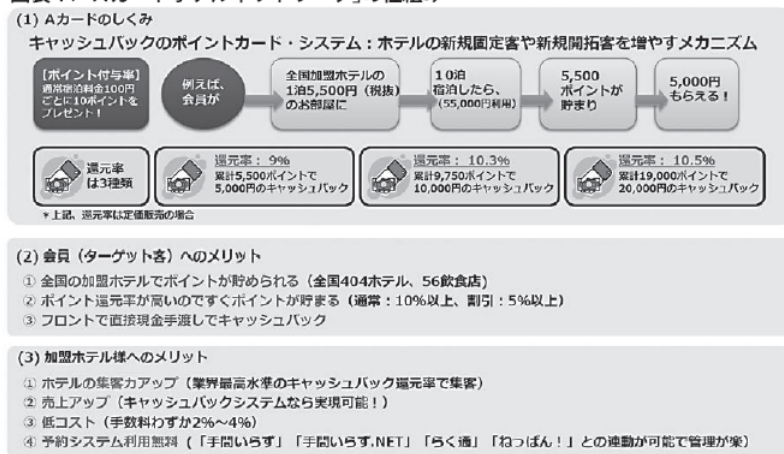 (1) Aカードのしくみ
キャッシュバックのポイントカード・システム：ホテルの新規固定客や新規開拓客を増やすメカニズム
【ポイント付与率】
通常宿泊料金100円
ごとに10ポイントを
プレゼント！
例えば、
会員が
全国加盟ホテルの
1泊5,500円（税抜）
のお部屋に
10泊
宿泊したら、
(55,000円利用)
5,500
ポイントが
貯まり
5,000円
もらえる！
還元率
は3種類
還元率： 9%
累計5,500ポイントで
5,000円のキャッシュバック
還元率： 10.3%
累計9,750ポイントで
10,000円のキャッシュバック
還元率： 10.5%
累計19,000ポイントで
20,000円のキャッシュバック
*上記、還元率は定価販売の場合
(2) 会員（ターゲット客）へのメリット
① 全国の加盟ホテルでポイントが貯められる（全国404ホテル、56飲食店）
② ポイント還元率が高いのですぐポイントが貯まる（通常：10%以上、割引：5%以上）
③ フロントで直接現金手渡しでキャッシュバック
(3) 加盟ホテル様へのメリット
① ホテルの集客力アップ（業界最高水準のキャッシュバック還元率で集客）
② 売上アップ（キャッシュバックシステムなら実現可能！）
③ 低コスト（手数料わずか2%～4%）
④ 予約システム利用無料（「手間いらず」「手間いらず.NET」「らく通」「ねっぱん！」との連動が可能で管理が楽）